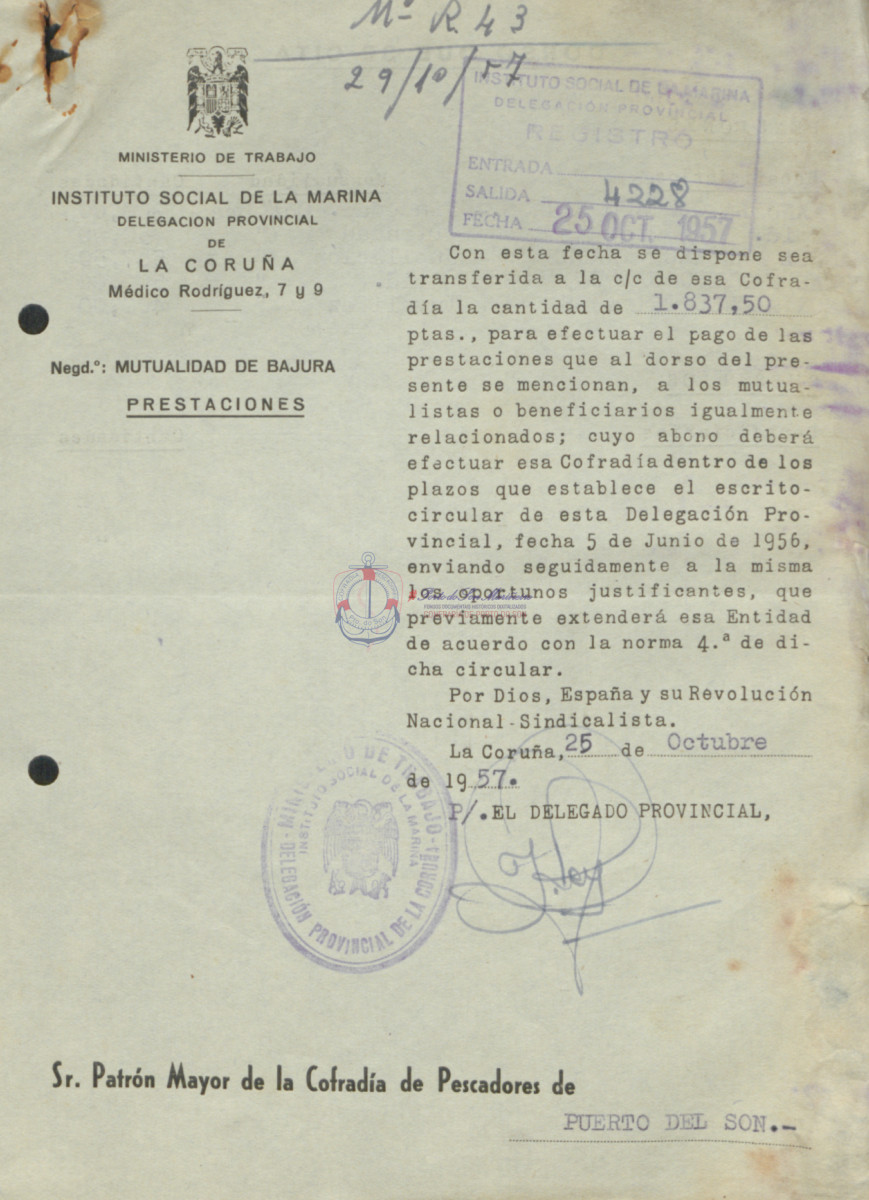 Mº R. 43
29/10/57
INSTITUTO SOCIAL DE LA MARINA
DELEGACIÓN PROVINCIAL
REGISTRO
ENTRADA
SALIDA 4228
FECHA 25 OCT. 1957
MINISTERIO DE TRABAJO
INSTITUTO SOCIAL DE LA MARINA
DELEGACION PROVINCIAL
DE
LA CORUÑA
Médico Rodríguez, 7 y 9
Negd.º: MUTUALIDAD DE BAJURA
PRESTACIONES
Con esta fecha se dispone sea
transferida a la c/c de esa Cofra-
día la cantidad de 1.837,50
ptas., para efectuar el pago de las
prestaciones que al dorso del pre-
sente se mencionan, a los mutua-
listas o beneficiarios igualmente
relacionados; cuyo abono deberá
efectuar esa Cofradía dentro de los
plazos que establece el escrito-
circular de esta Delegación Pro-
vincial, fecha 5 de Junio de 1956,
enviando seguidamente a la misma
los oportunos justificantes, que
previamente extenderá esa Entidad
de acuerdo con la norma 4.ª de di-
cha circular.
Por Dios, España y su Revolución
Nacional-Sindicalista.
La Coruña, 25 de Octubre
de 1957.
P/. EL DELEGADO PROVINCIAL,
MINISTERIO DE TRABAJO
INSTITUTO SOCIAL DE LA MARINA
DELEGACIÓN PROVINCIAL DE LA CORUÑA
Sr. Patrón Mayor de la Cofradía de Pescadores de
PUERTO DEL SON.-